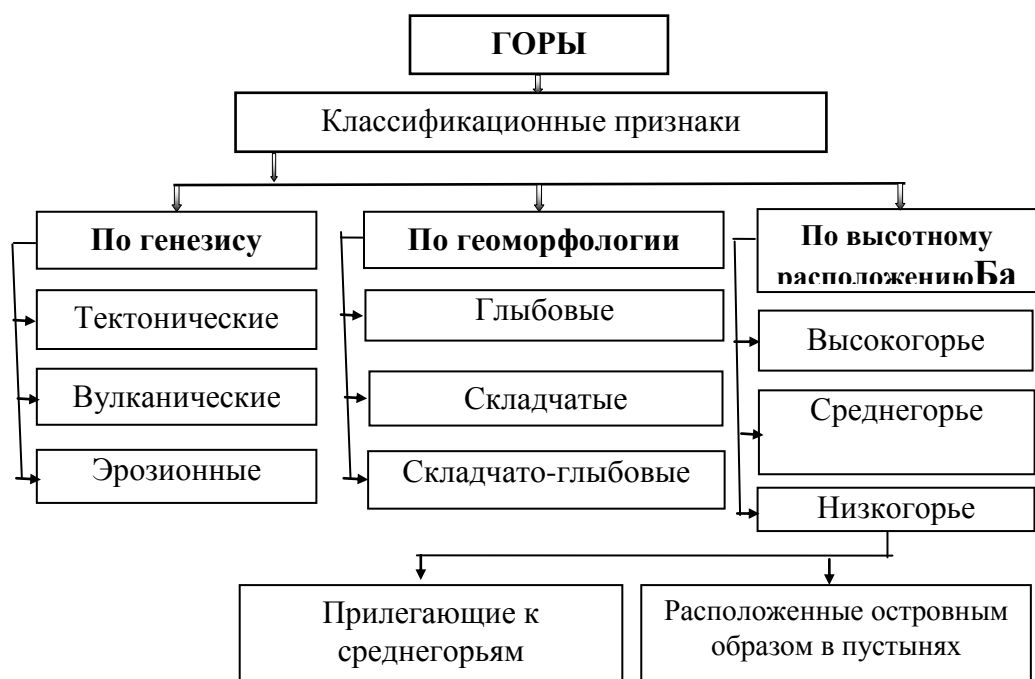 ГОРЫ
Классификационные признаки
По генезису
Тектонические
Вулканические
Эрозионные
По геоморфологии
Глыбовые
Складчатые
Складчато-глыбовые
По высотному
расположениюБа
Высокогорье
Среднегорье
Низкогорье
Прилегающие к
среднегорьям
Расположенные островным
образом в пустынях